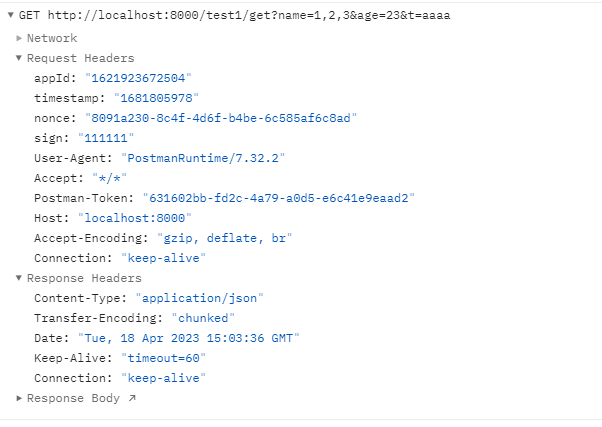 ▼ GET http://localhost:8000/test1/get?name=1,2,3&age=23&t=aaaa
▶ Network
▼ Request Headers
appId: "1621923672504"
timestamp: "1681805978"
nonce: "8091a230-8c4f-4d6f-b4be-6c585af6c8ad"
sign: "111111"
User-Agent: "PostmanRuntime/7.32.2"
Accept: "*/*"
Postman-Token: "631602bb-fd2c-4a79-a0d5-e6c41e9eaad2"
Host: "localhost:8000"
Accept-Encoding: "gzip, deflate, br"
Connection: "keep-alive"
▼ Response Headers
Content-Type: "application/json"
Transfer-Encoding: "chunked"
Date: "Tue, 18 Apr 2023 15:03:36 GMT"
Keep-Alive: "timeout=60"
Connection: "keep-alive"
▶ Response Body ↗